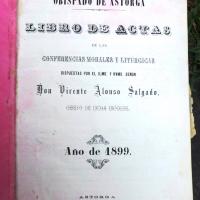 OBISPADO DE ASTORGA
LIBRO DE ACTAS
DE LAS
CONFERENCIAS MORALES Y LITÚRGICAS
DISPUESTAS POR EL ILMO. Y RVMO. SEÑOR
Don Vicente Alonso Salgado,
OBISPO DE DICHA DIÓCESIS.
Año de 1899.
ASTORGA